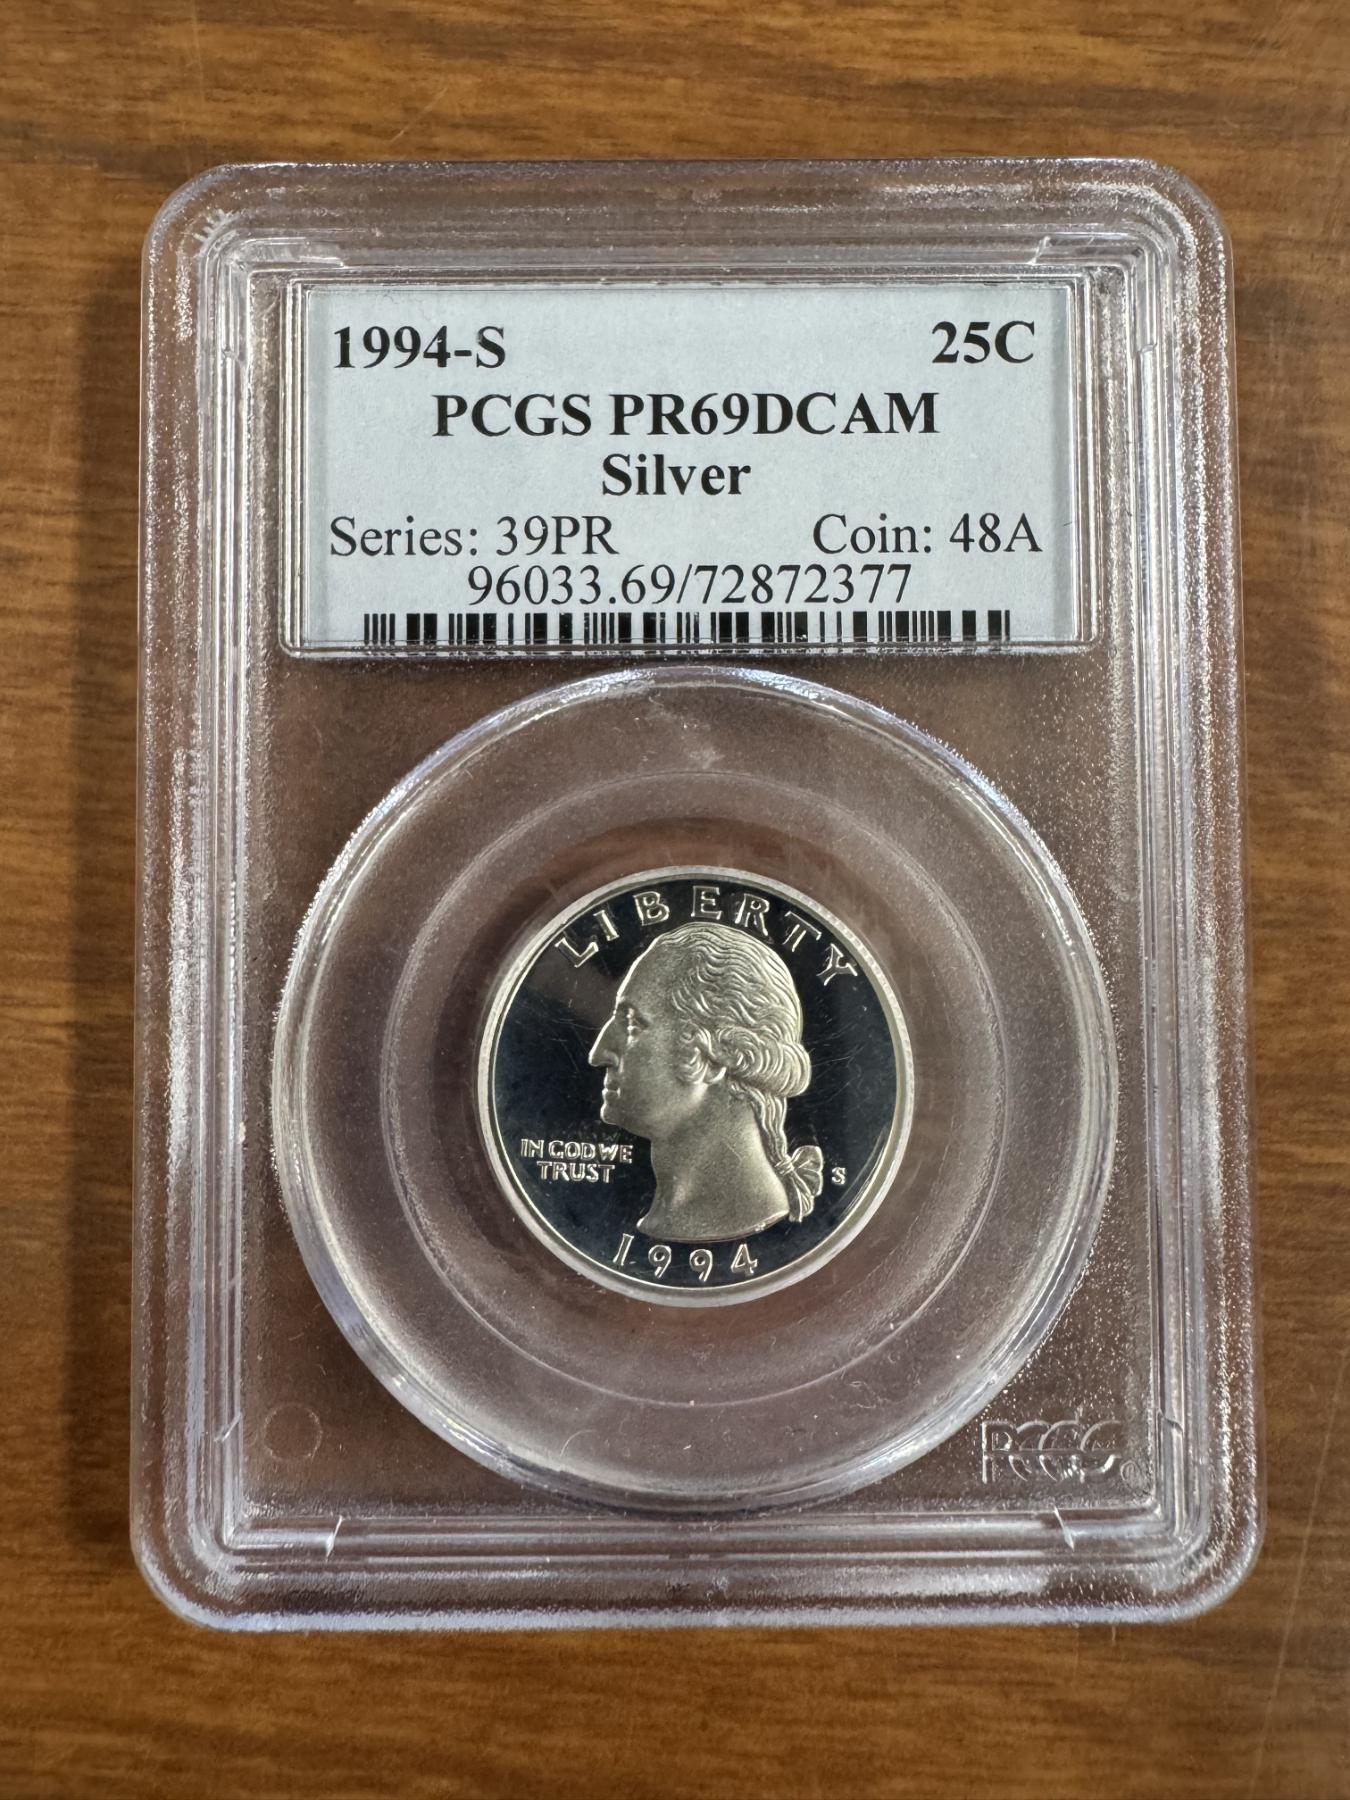 1994-S 25C
PCGS PR69DCAM
Silver
Series: 39PR Coin: 48A
96033.69/72872377
LIBERTY
IN GOD WE
TRUST
S
1994
PCGS